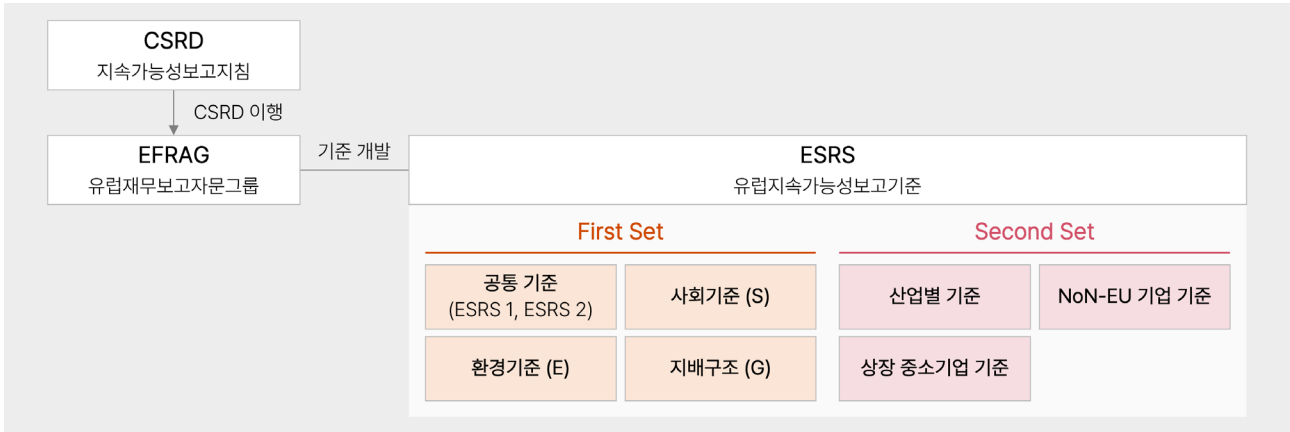 CSRD
지속가능성보고지침
CSRD 이행
EFRAG
유럽재무보고자문그룹
기준 개발
ESRS
유럽지속가능성보고기준
First Set
공통 기준
(ESRS 1, ESRS 2)
사회기준 (S)
환경기준 (E)
지배구조 (G)
Second Set
산업별 기준
NoN-EU 기업 기준
상장 중소기업 기준